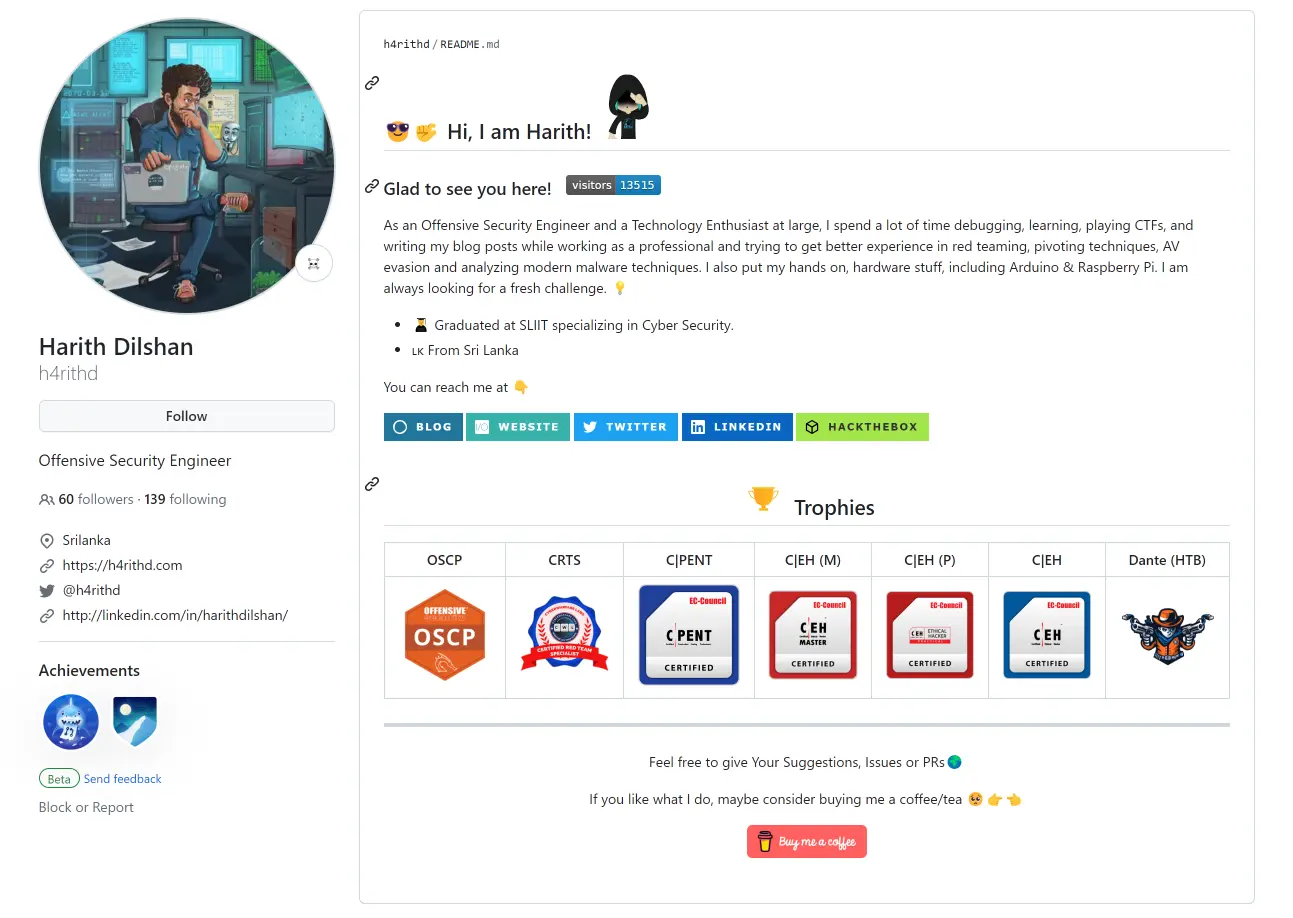 h4rithd/README.md
😎🤛 Hi, I am Harith!
Glad to see you here! visitors 13515
As an Offensive Security Engineer and a Technology Enthusiast at large, I spend a lot of time debugging, learning, playing CTFs, and
writing my blog posts while working as a professional and trying to get better experience in red teaming, pivoting techniques, AV
evasion and analyzing modern malware techniques. I also put my hands on, hardware stuff, including Arduino & Raspberry Pi. I am
always looking for a fresh challenge. 💡
👨‍🎓 Graduated at SLIIT specializing in Cyber Security.
LK From Sri Lanka
You can reach me at 👇
BLOG WEBSITE TWITTER LINKEDIN HACKTHEBOX
Harith Dilshan
h4rithd
Follow
Offensive Security Engineer
60 followers · 139 following
Srilanka
https://h4rithd.com
@h4rithd
http://linkedin.com/in/harithdilshan/
Achievements
Beta Send feedback
Block or Report
🏆 Trophies
OSCP CRTS C|PENT C|EH (M) C|EH (P) C|EH Dante (HTB)
OFFENSIVE
OSCP
CERTIFIED RED TEAM
SPECIALIST
EC-Council
C|PENT
CERTIFIED
EC-Council
C|EH
MASTER
CERTIFIED
EC-Council
CEH ETHICAL
HACKER
CERTIFIED
EC-Council
C|EH
CERTIFIED
Feel free to give Your Suggestions, Issues or PRs🌍
If you like what I do, maybe consider buying me a coffee/tea 🥺👉👈
Buy me a coffee